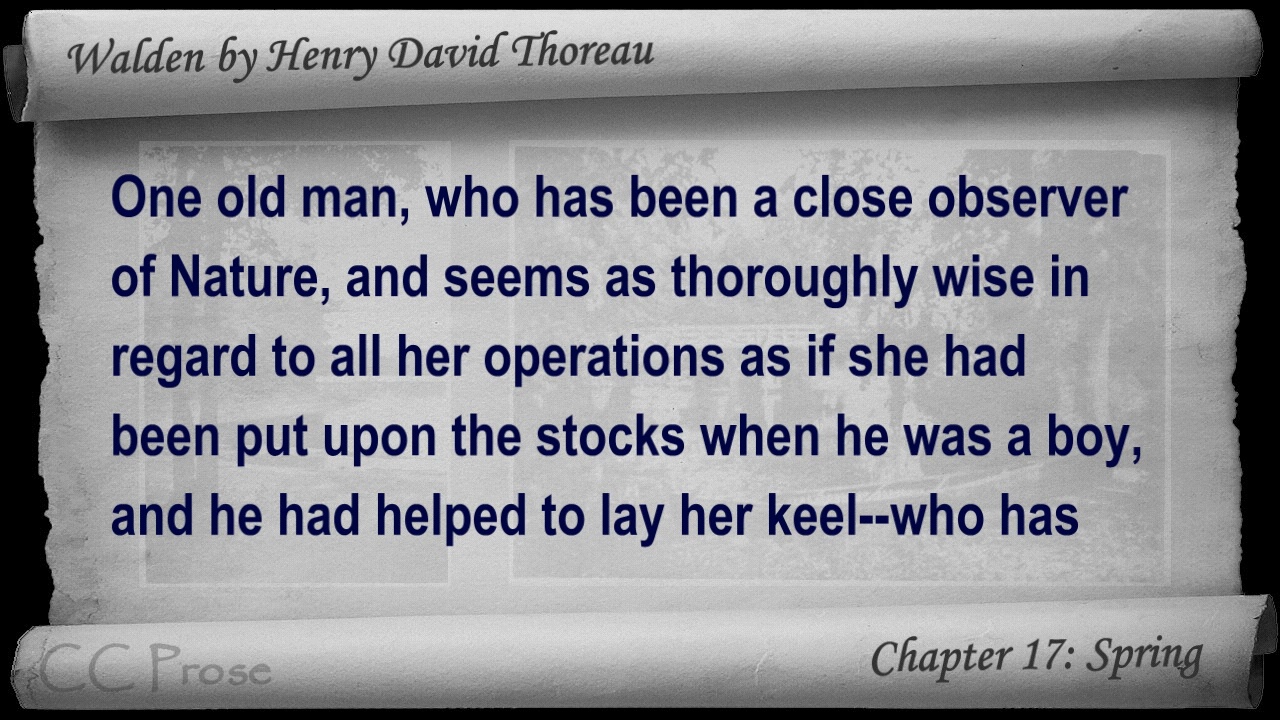 Walden by Henry David Thoreau
One old man, who has been a close observer
of Nature, and seems as thoroughly wise in
regard to all her operations as if she had
been put upon the stocks when he was a boy,
and he had helped to lay her keel--who has
CC Prose
Chapter 17: Spring